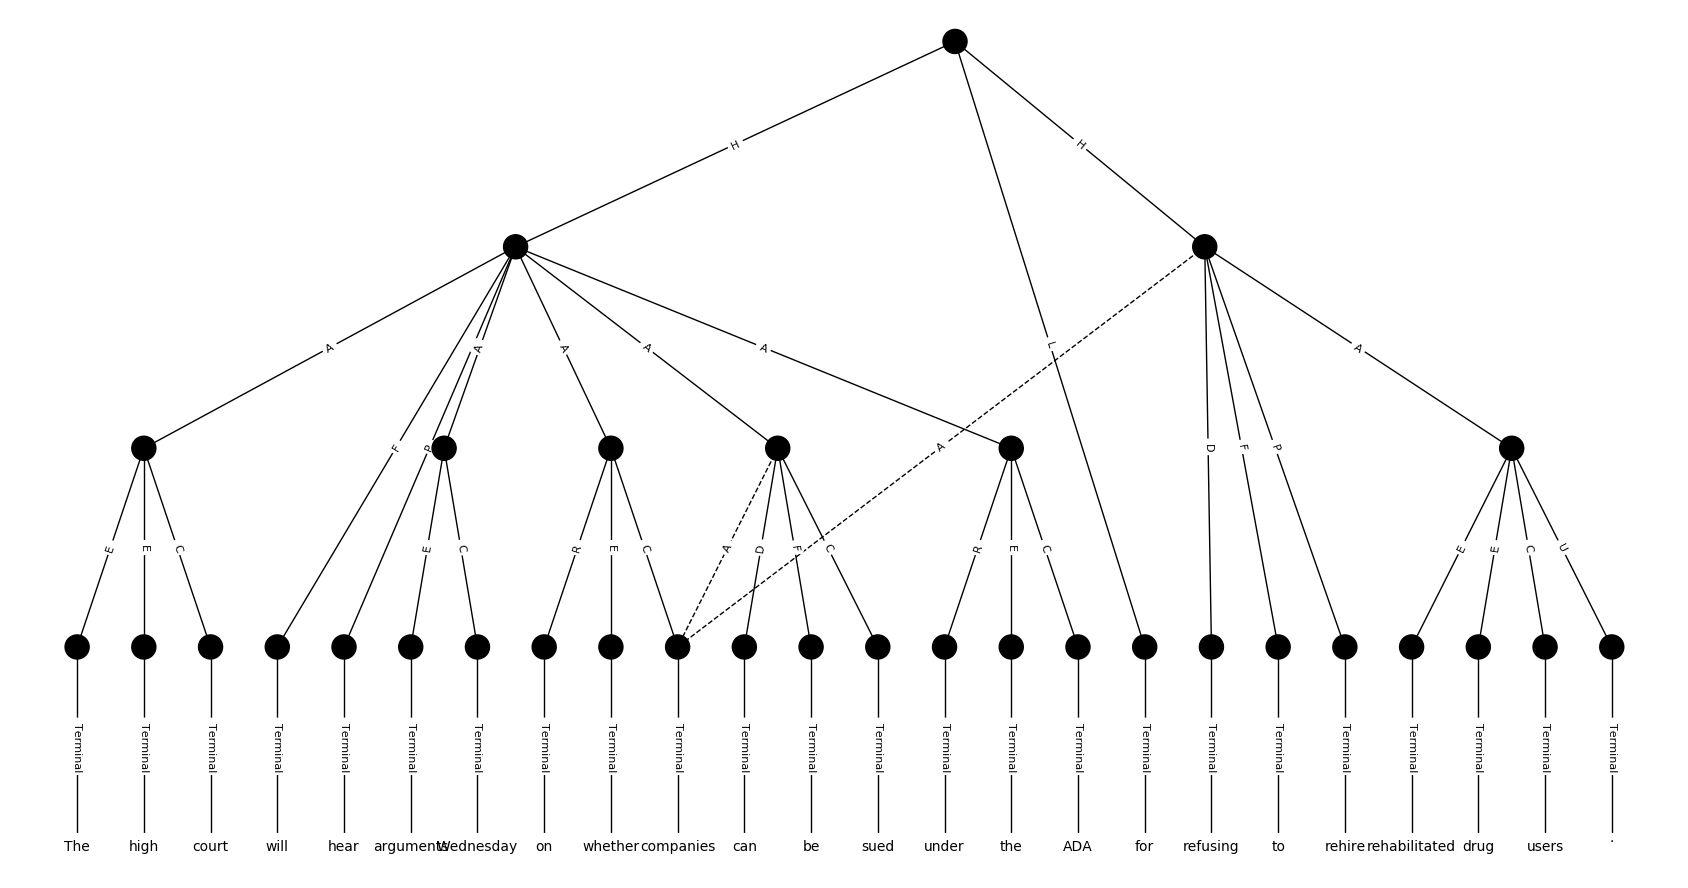 H H
A F P A A A A L A D F P A
E E C E C R E C A D F C R E C E E C U
Terminal Terminal Terminal Terminal Terminal Terminal Terminal Terminal Terminal Terminal Terminal Terminal Terminal Terminal Terminal Terminal Terminal Terminal Terminal Terminal Terminal Terminal Terminal Terminal
The high court will hear arguments Wednesday on whether companies can be sued under the ADA for refusing to rehire rehabilitated drug users .